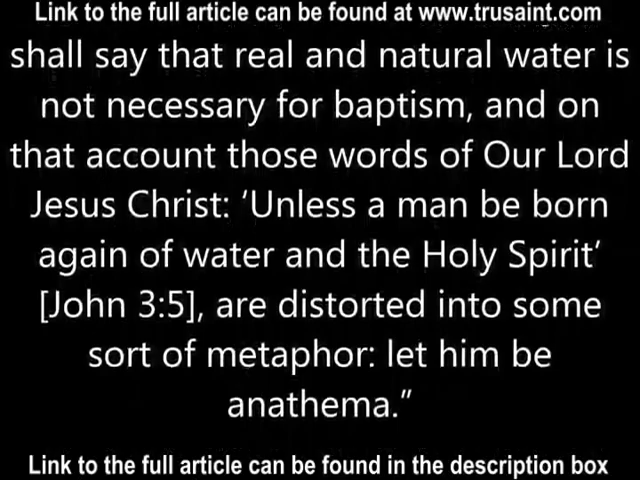 Link to the full article can be found at www.trusaint.com
shall say that real and natural water is
not necessary for baptism, and on
that account those words of Our Lord
Jesus Christ: ‘Unless a man be born
again of water and the Holy Spirit’
[John 3:5], are distorted into some
sort of metaphor: let him be
anathema.”
Link to the full article can be found in the description box